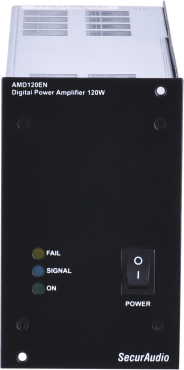 AMD120EN
Digital Power Amplifier 120W
FAIL
SIGNAL
ON
POWER
SecurAudio